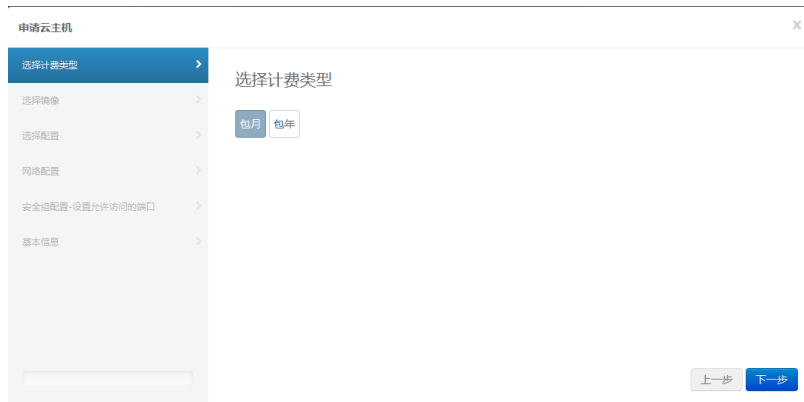 申请云主机
X
选择计费类型
选择镜像
选择配置
网络配置
安全组配置-设置允许访问的端口
基本信息
选择计费类型
包月 包年
上一步 下一步